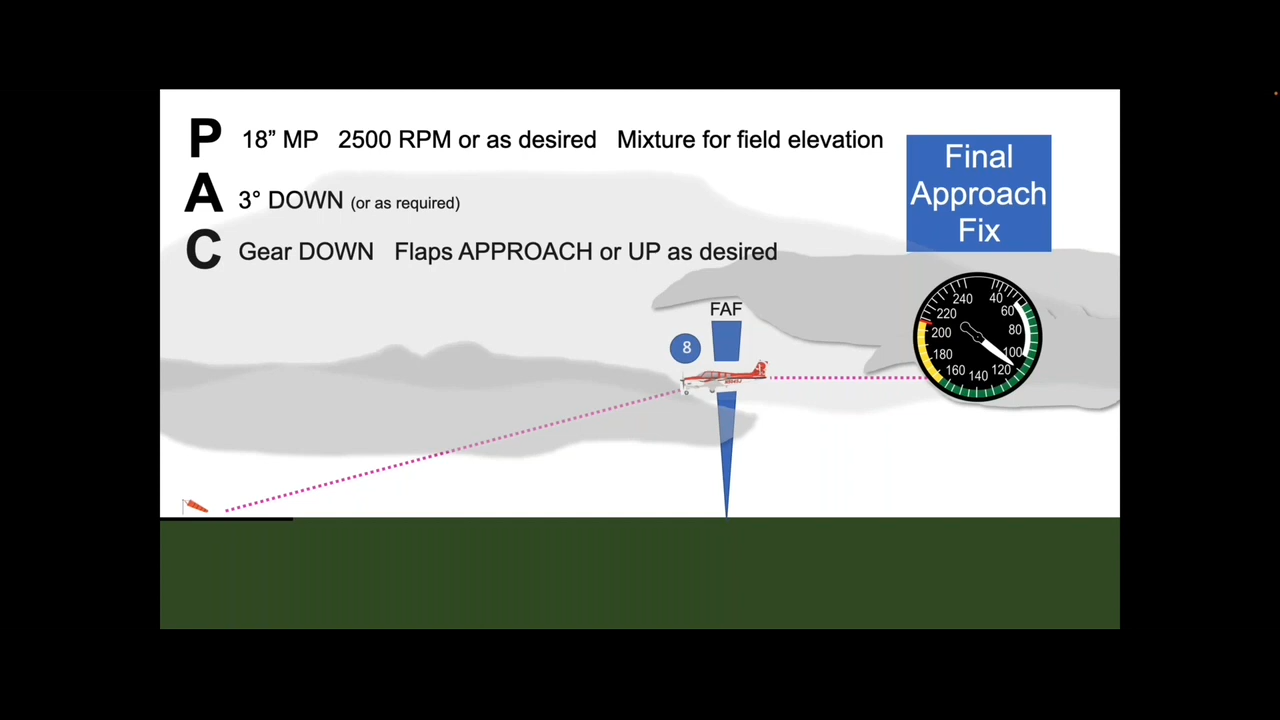 P 18” MP 2500 RPM or as desired Mixture for field elevation
A 3° DOWN (or as required)
C Gear DOWN Flaps APPROACH or UP as desired
Final
Approach
Fix
FAF
8
240 40
220 60
200 80
180 100
160 140 120